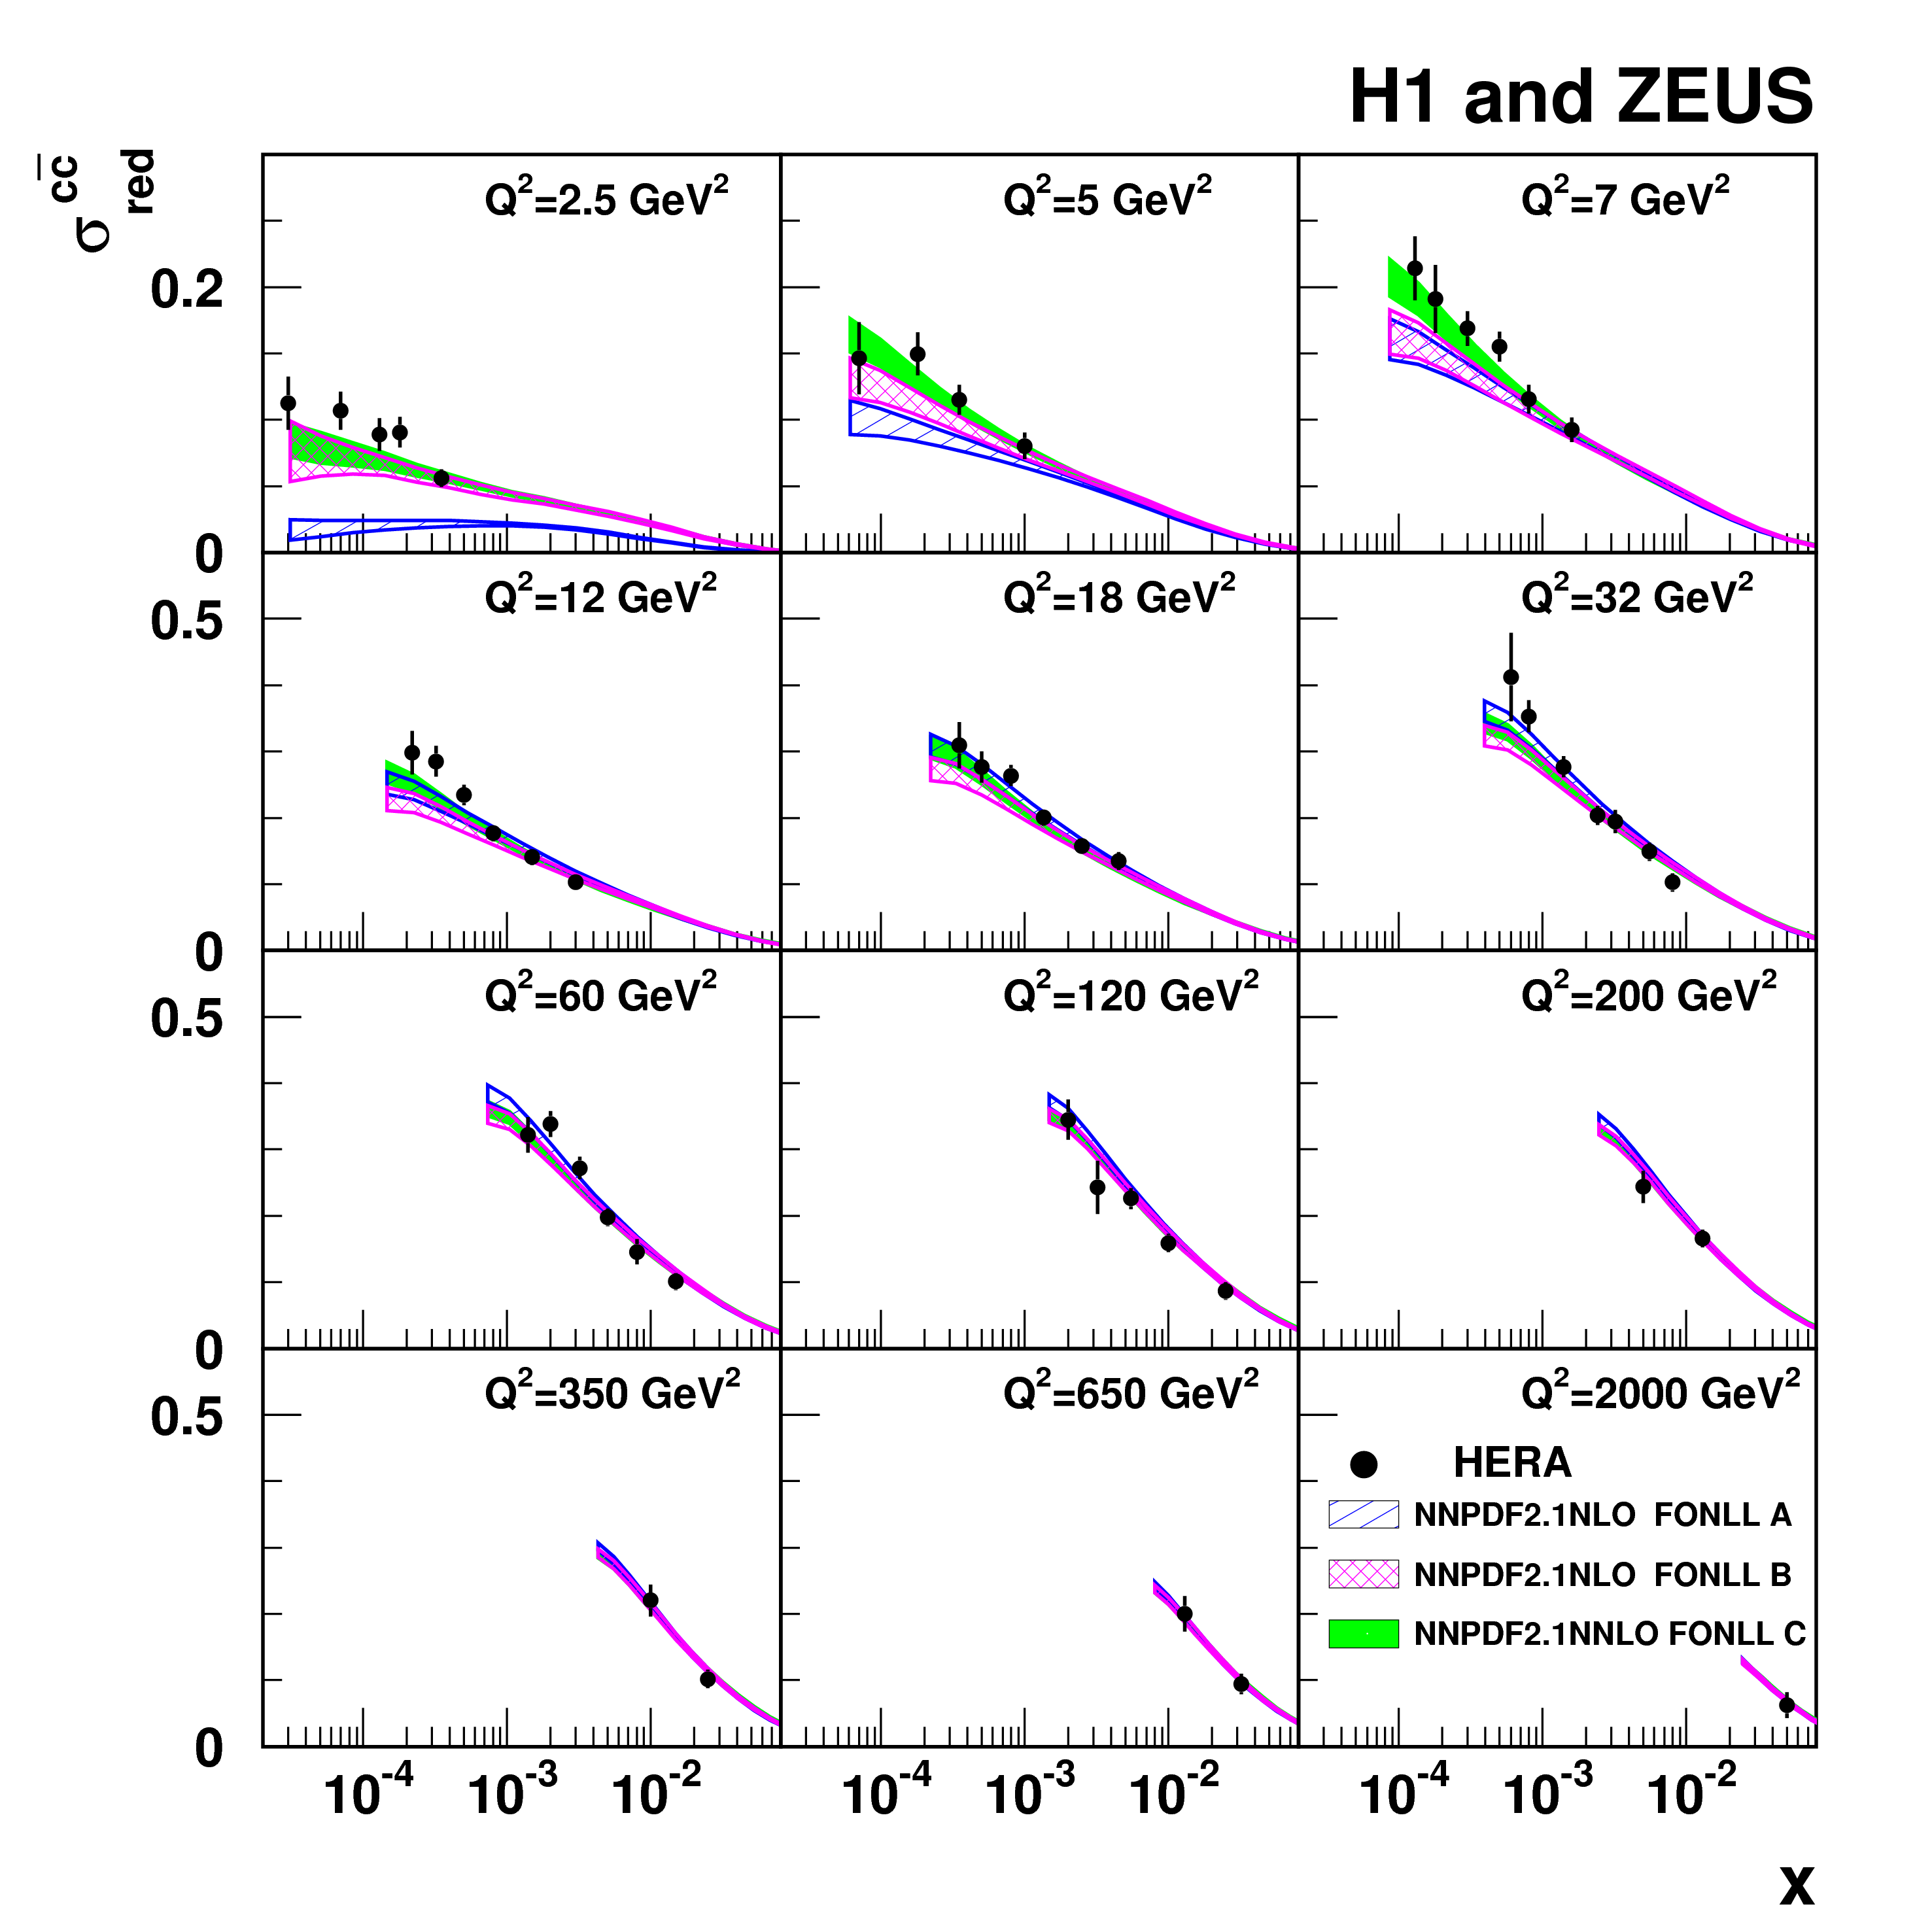 H1 and ZEUS
σ red cc̅
Q²=2.5 GeV²
Q²=5 GeV²
Q²=7 GeV²
0.2
0
Q²=12 GeV²
Q²=18 GeV²
Q²=32 GeV²
0.5
0
Q²=60 GeV²
Q²=120 GeV²
Q²=200 GeV²
0.5
0
Q²=350 GeV²
Q²=650 GeV²
Q²=2000 GeV²
0.5
HERA
NNPDF2.1NLO FONLL A
NNPDF2.1NLO FONLL B
NNPDF2.1NNLO FONLL C
0
10⁻⁴ 10⁻³ 10⁻² 10⁻⁴ 10⁻³ 10⁻² 10⁻⁴ 10⁻³ 10⁻²
x